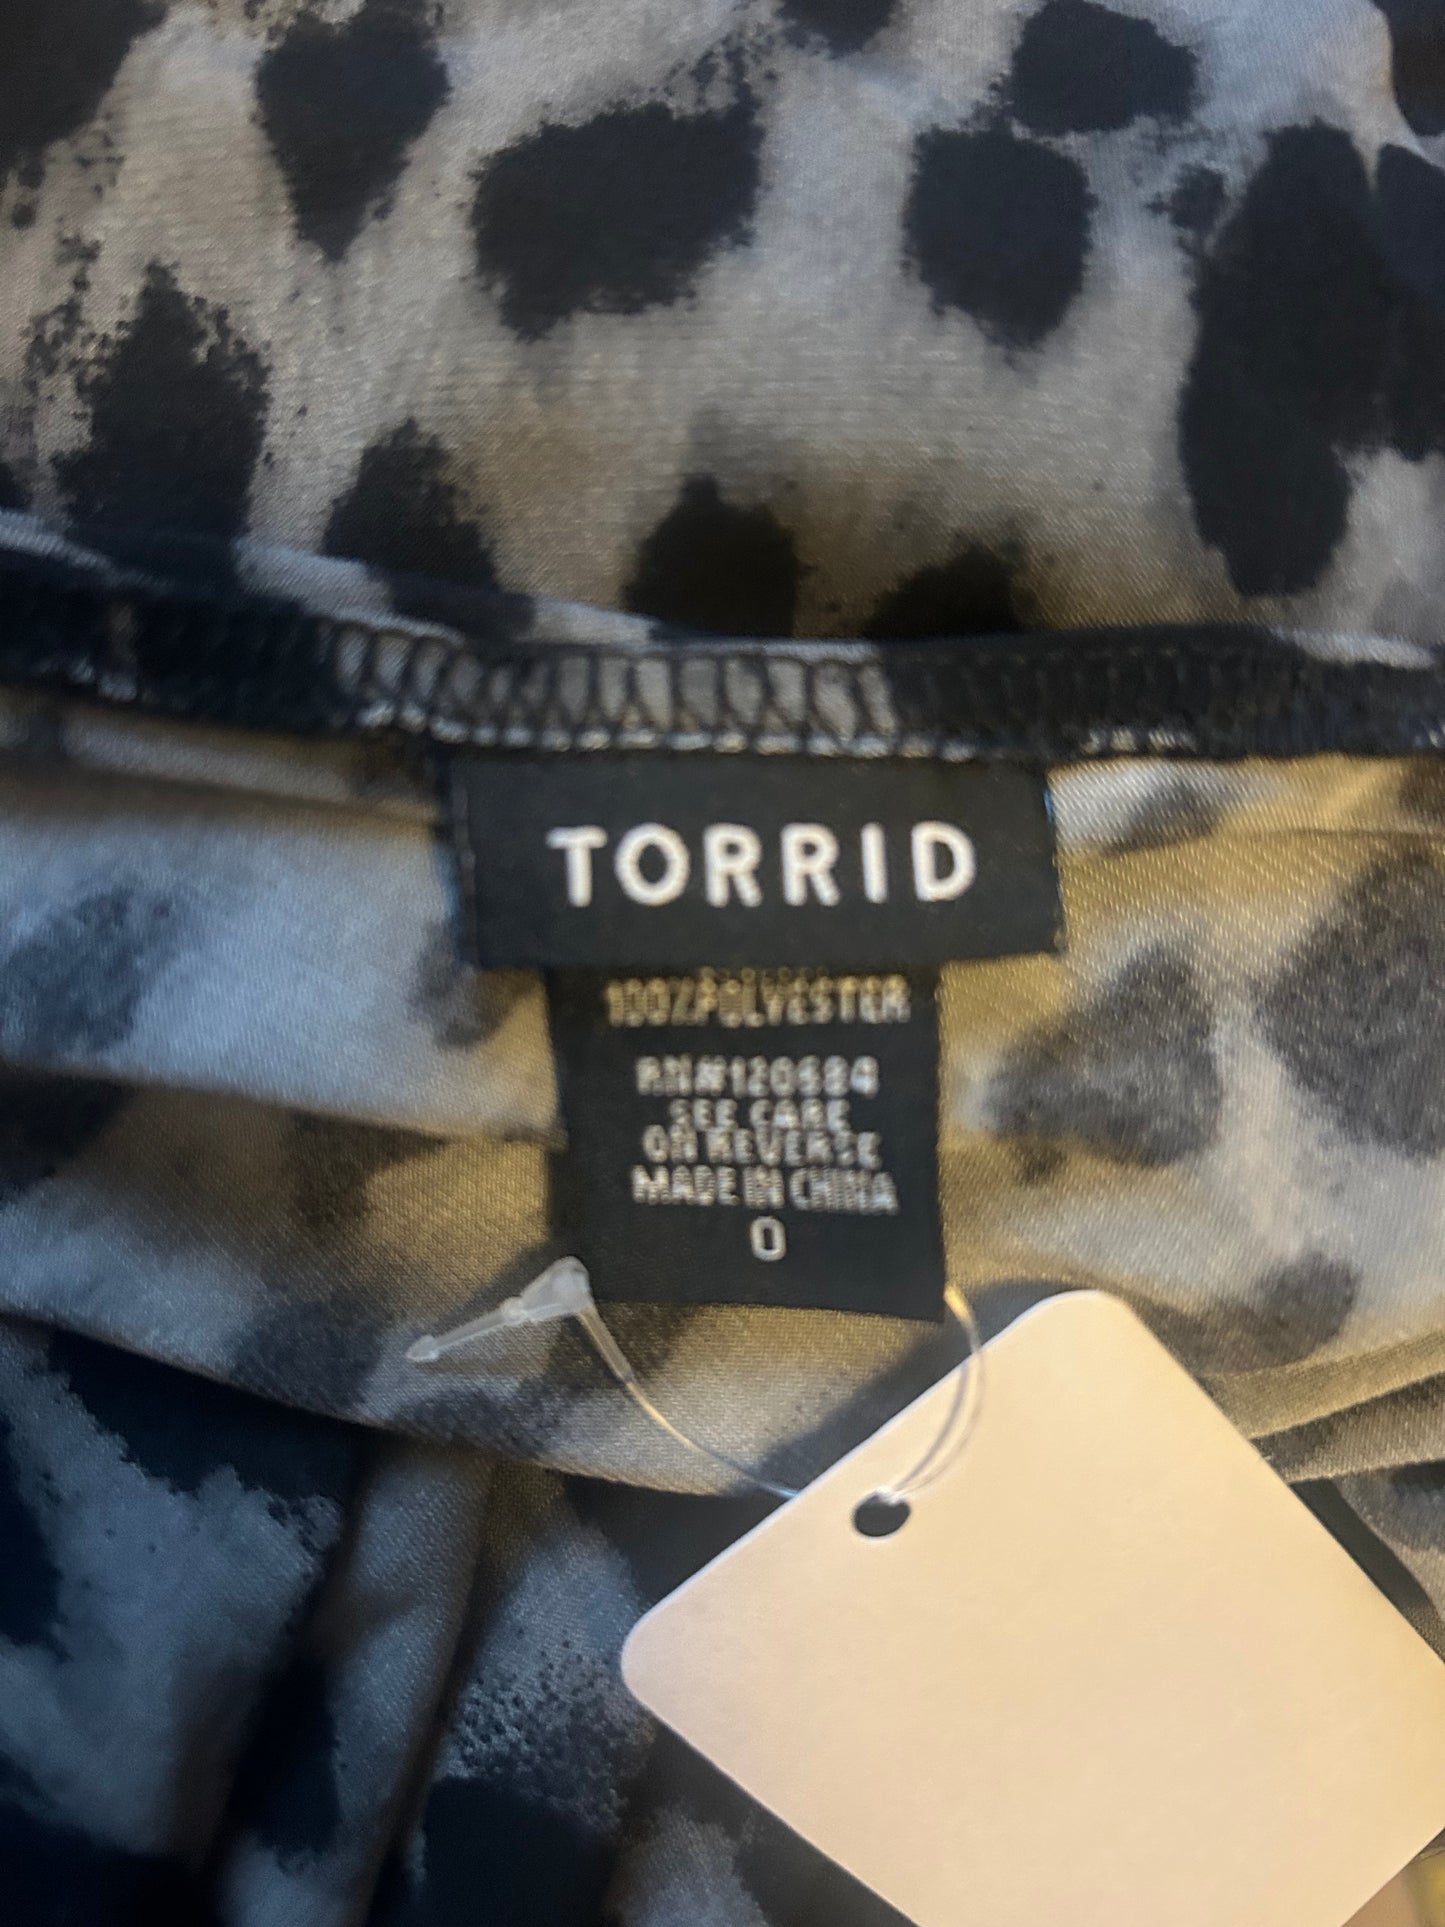 TORRID
100%POLYESTER
RN#120684
SEE CARE
ON REVERSE
MADE IN CHINA
0